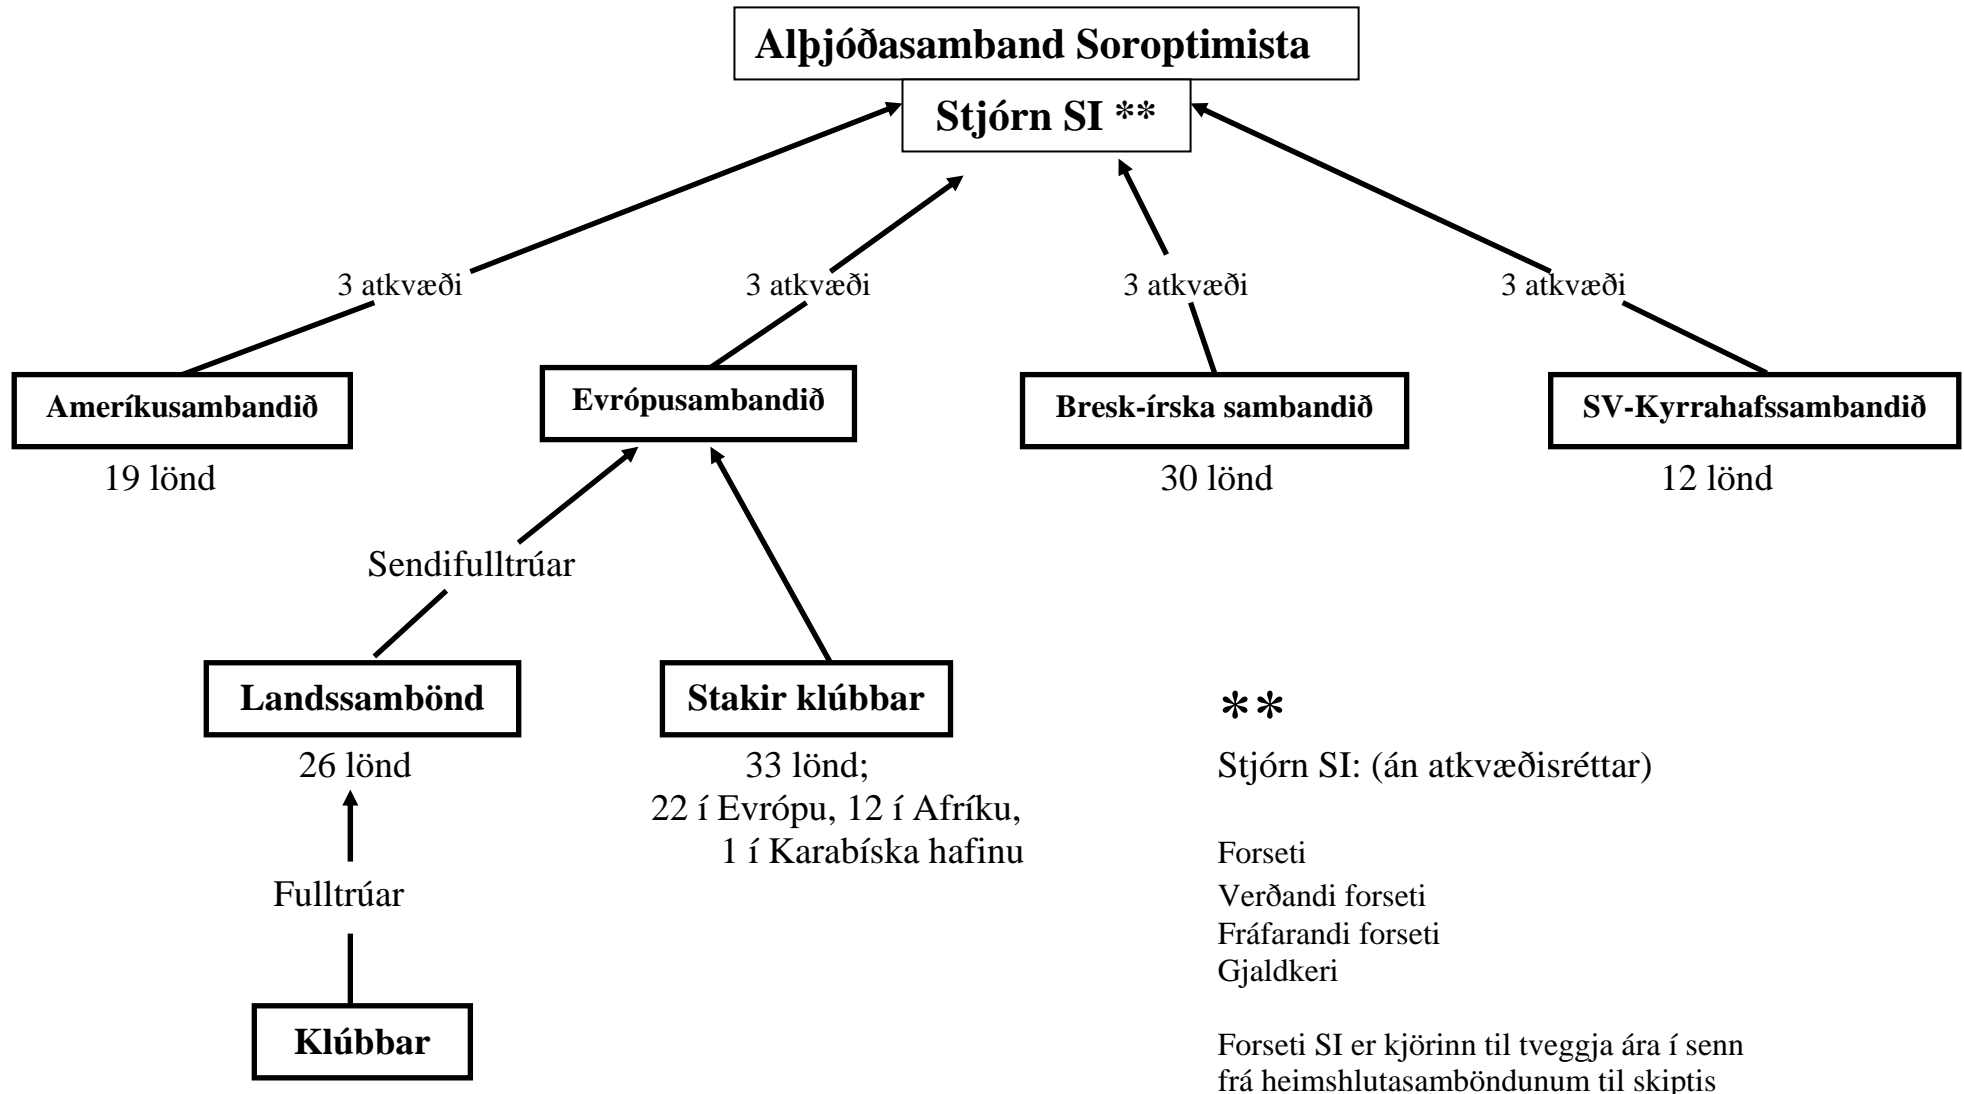 Alþjóðasamband Soroptimista
Stjórn SI **
3 atkvæði
3 atkvæði
3 atkvæði
3 atkvæði
Ameríkusambandið
Evrópusambandið
Bresk-írska sambandið
SV-Kyrrahafssambandið
19 lönd
30 lönd
12 lönd
Sendifulltrúar
Landssambönd
Stakir klúbbar
26 lönd
33 lönd;
22 í Evrópu, 12 í Afríku,
1 í Karabíska hafinu
Fulltrúar
Klúbbar
**
Stjórn SI: (án atkvæðisréttar)
Forseti
Verðandi forseti
Fráfarandi forseti
Gjaldkeri
Forseti SI er kjörinn til tveggja ára í senn
frá heimshlutasamböndunum til skiptis